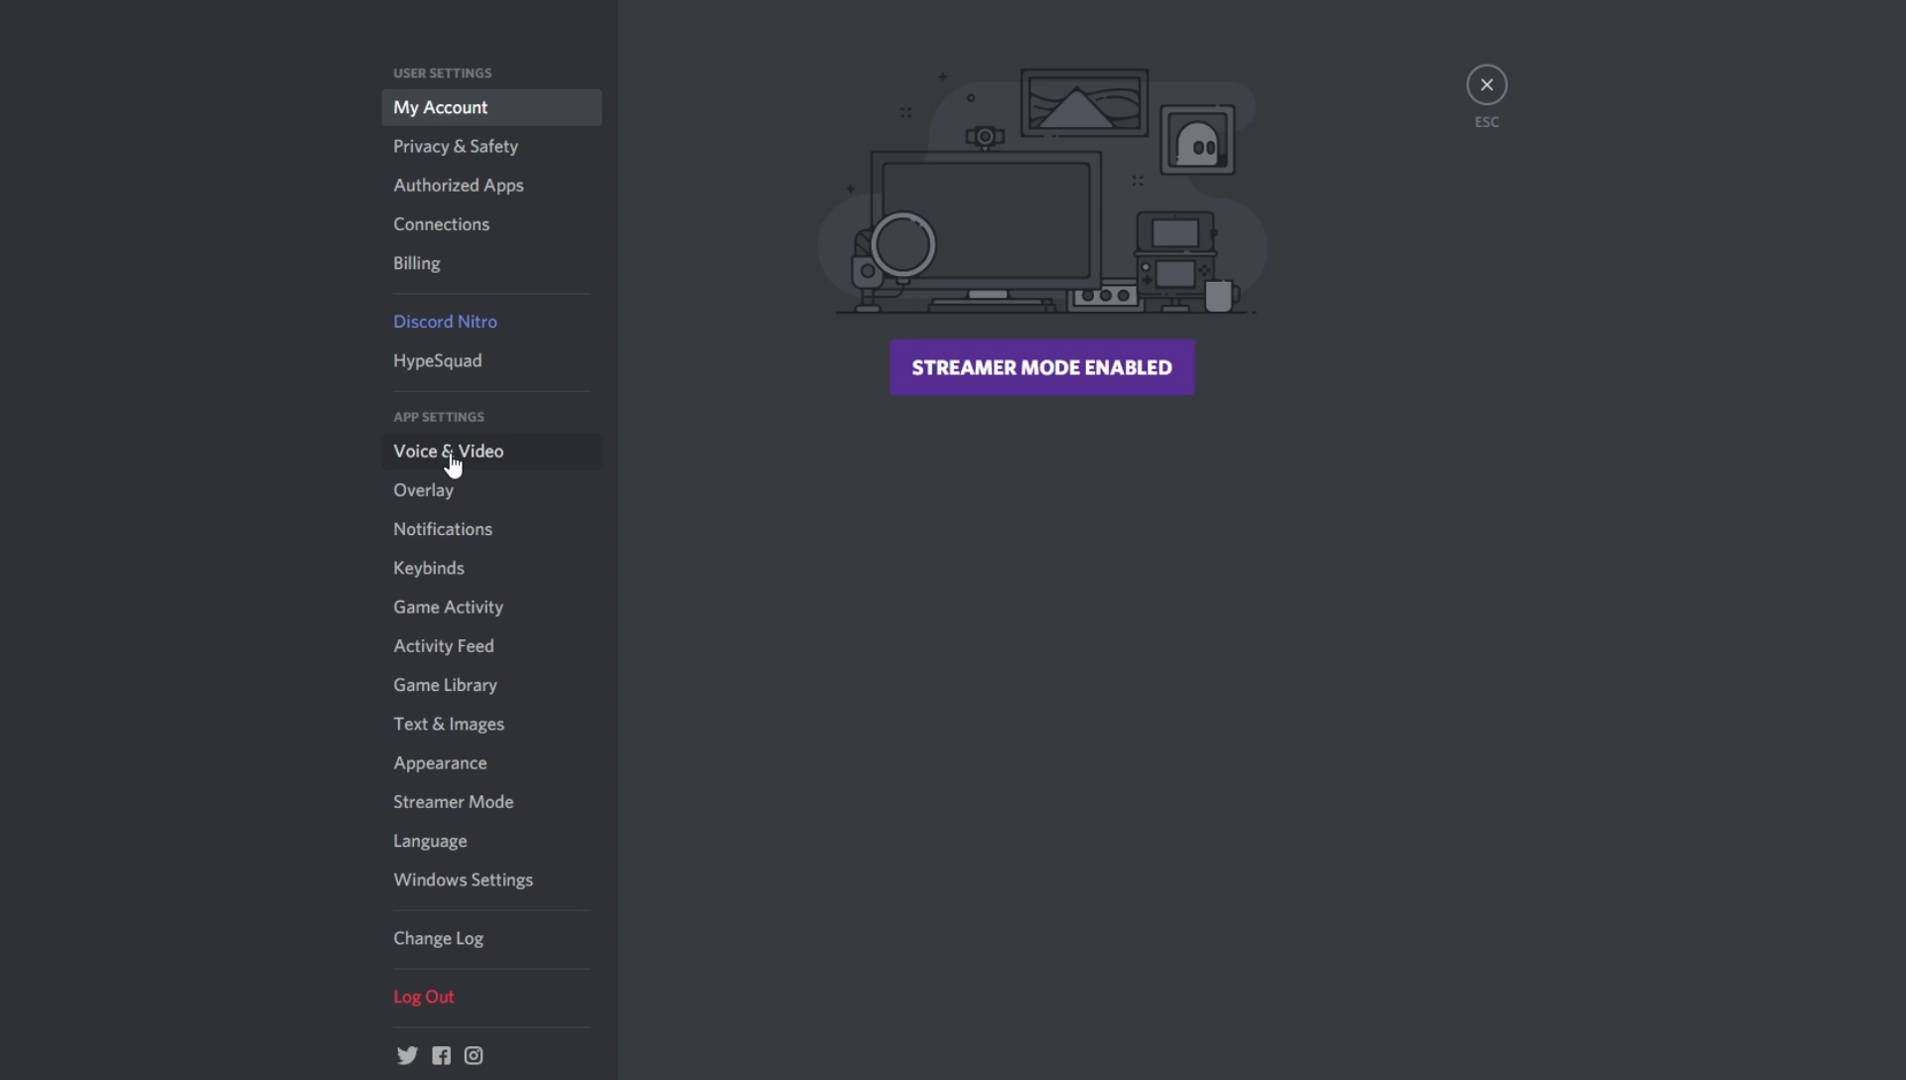 USER SETTINGS
My Account
Privacy & Safety
Authorized Apps
Connections
Billing
Discord Nitro
HypeSquad
APP SETTINGS
Voice & Video
Overlay
Notifications
Keybinds
Game Activity
Activity Feed
Game Library
Text & Images
Appearance
Streamer Mode
Language
Windows Settings
Change Log
Log Out
STREAMER MODE ENABLED
ESC